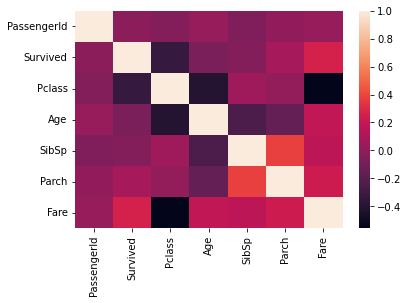 PassengerId
Survived
Pclass
Age
SibSp
Parch
Fare
PassengerId
Survived
Pclass
Age
SibSp
Parch
Fare
1.0
0.8
0.6
0.4
0.2
0.0
−0.2
−0.4